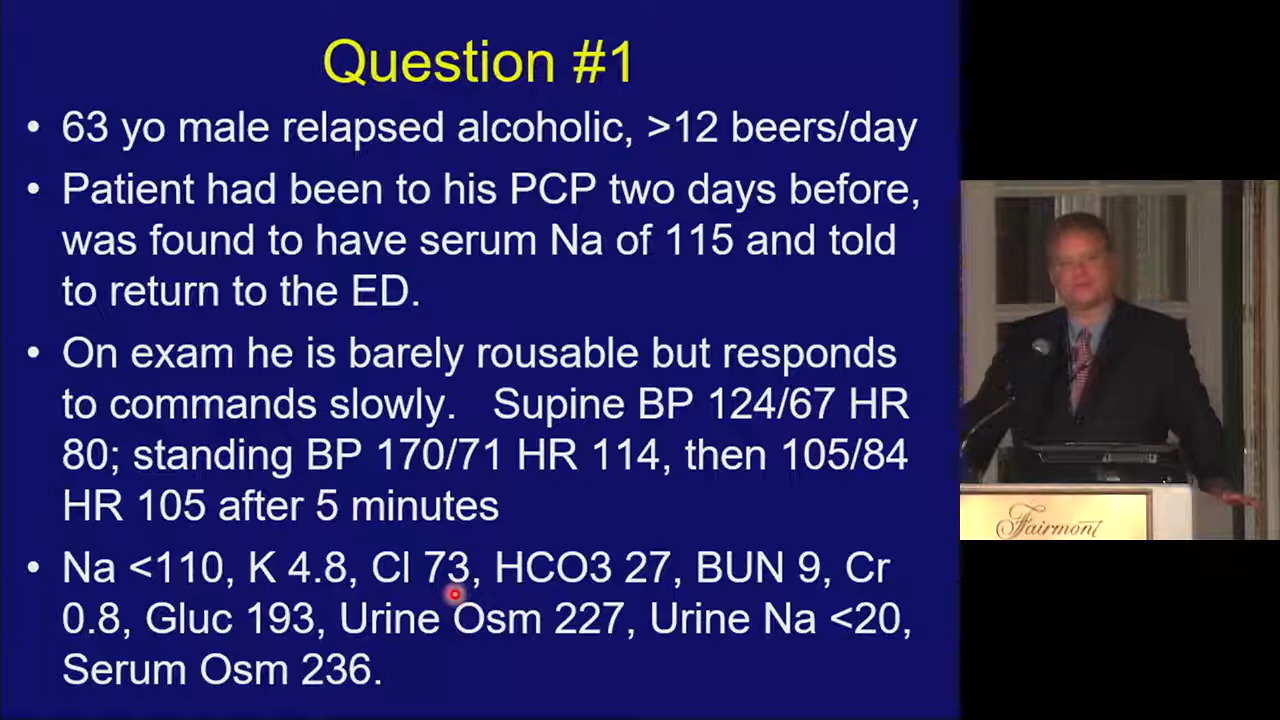 Question #1
• 63 yo male relapsed alcoholic, >12 beers/day
• Patient had been to his PCP two days before,
was found to have serum Na of 115 and told
to return to the ED.
• On exam he is barely rousable but responds
to commands slowly.   Supine BP 124/67 HR
80; standing BP 170/71 HR 114, then 105/84
HR 105 after 5 minutes
• Na <110, K 4.8, Cl 73, HCO3 27, BUN 9, Cr
0.8, Gluc 193, Urine Osm 227, Urine Na <20,
Serum Osm 236.
Fairmont